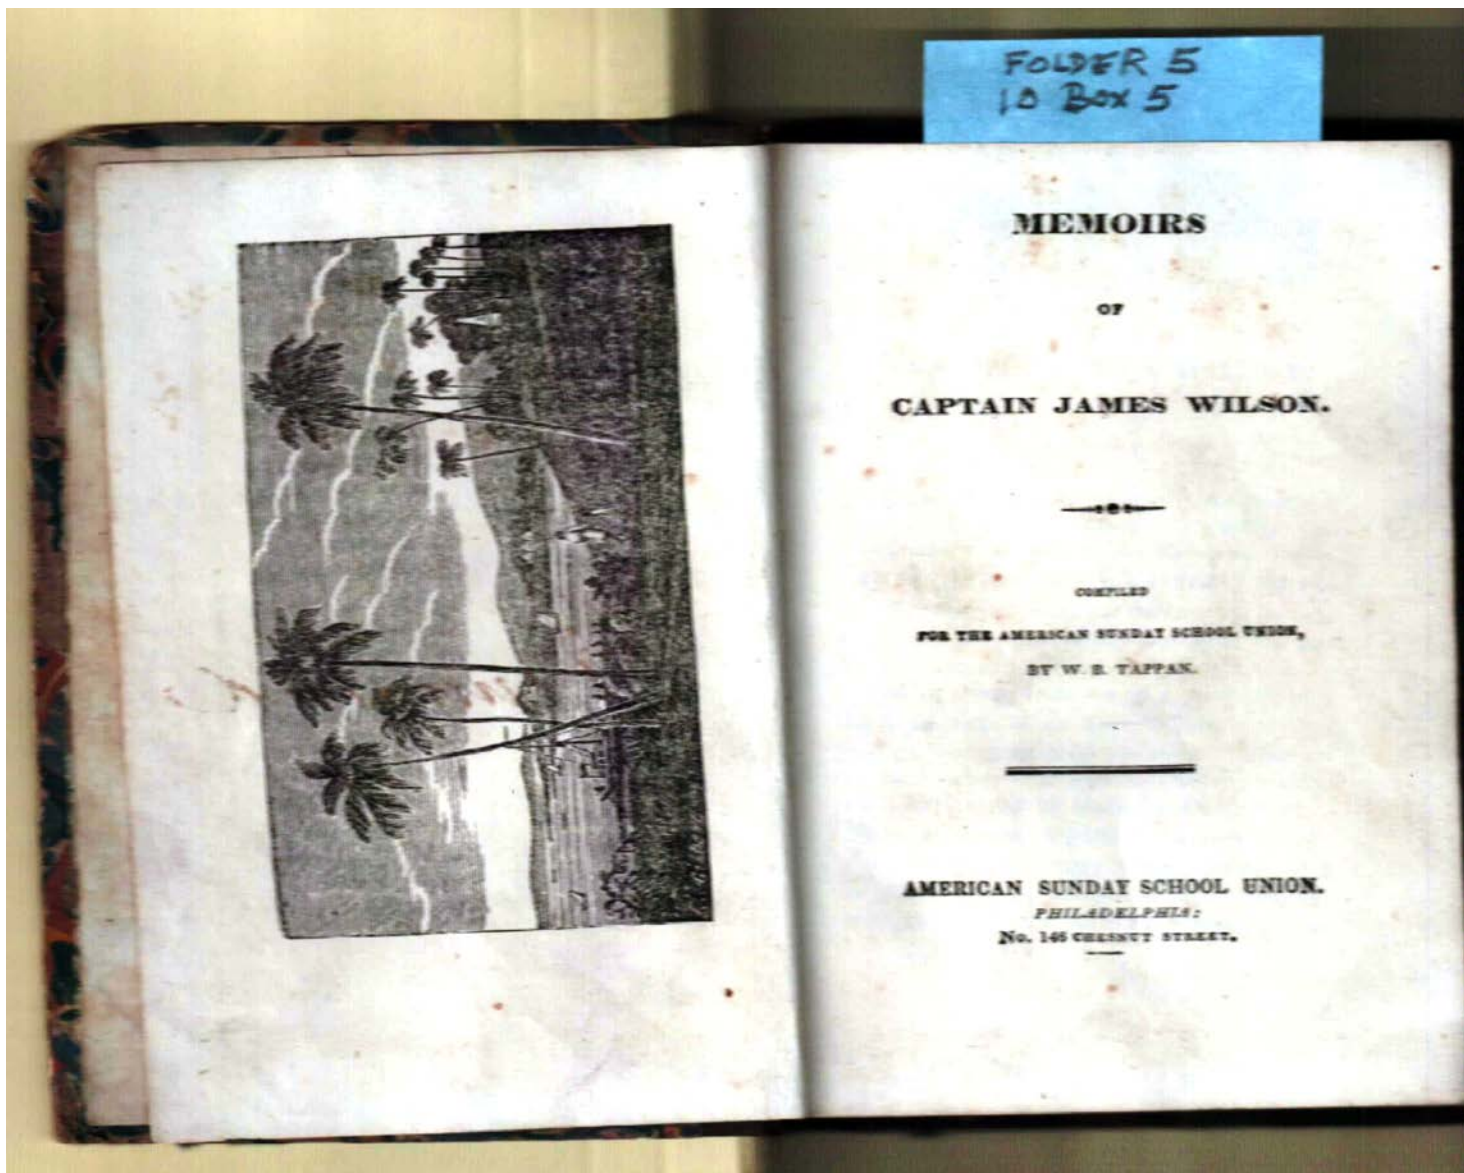 FOLDER 5
10 Box 5
MEMOIRS
OF
CAPTAIN JAMES WILSON.
COMPILED
FOR THE AMERICAN SUNDAY SCHOOL UNION,
BY W. B. TAPPAN.
AMERICAN SUNDAY SCHOOL UNION.
PHILADELPHIA:
No. 146 CHESNUT STREET.